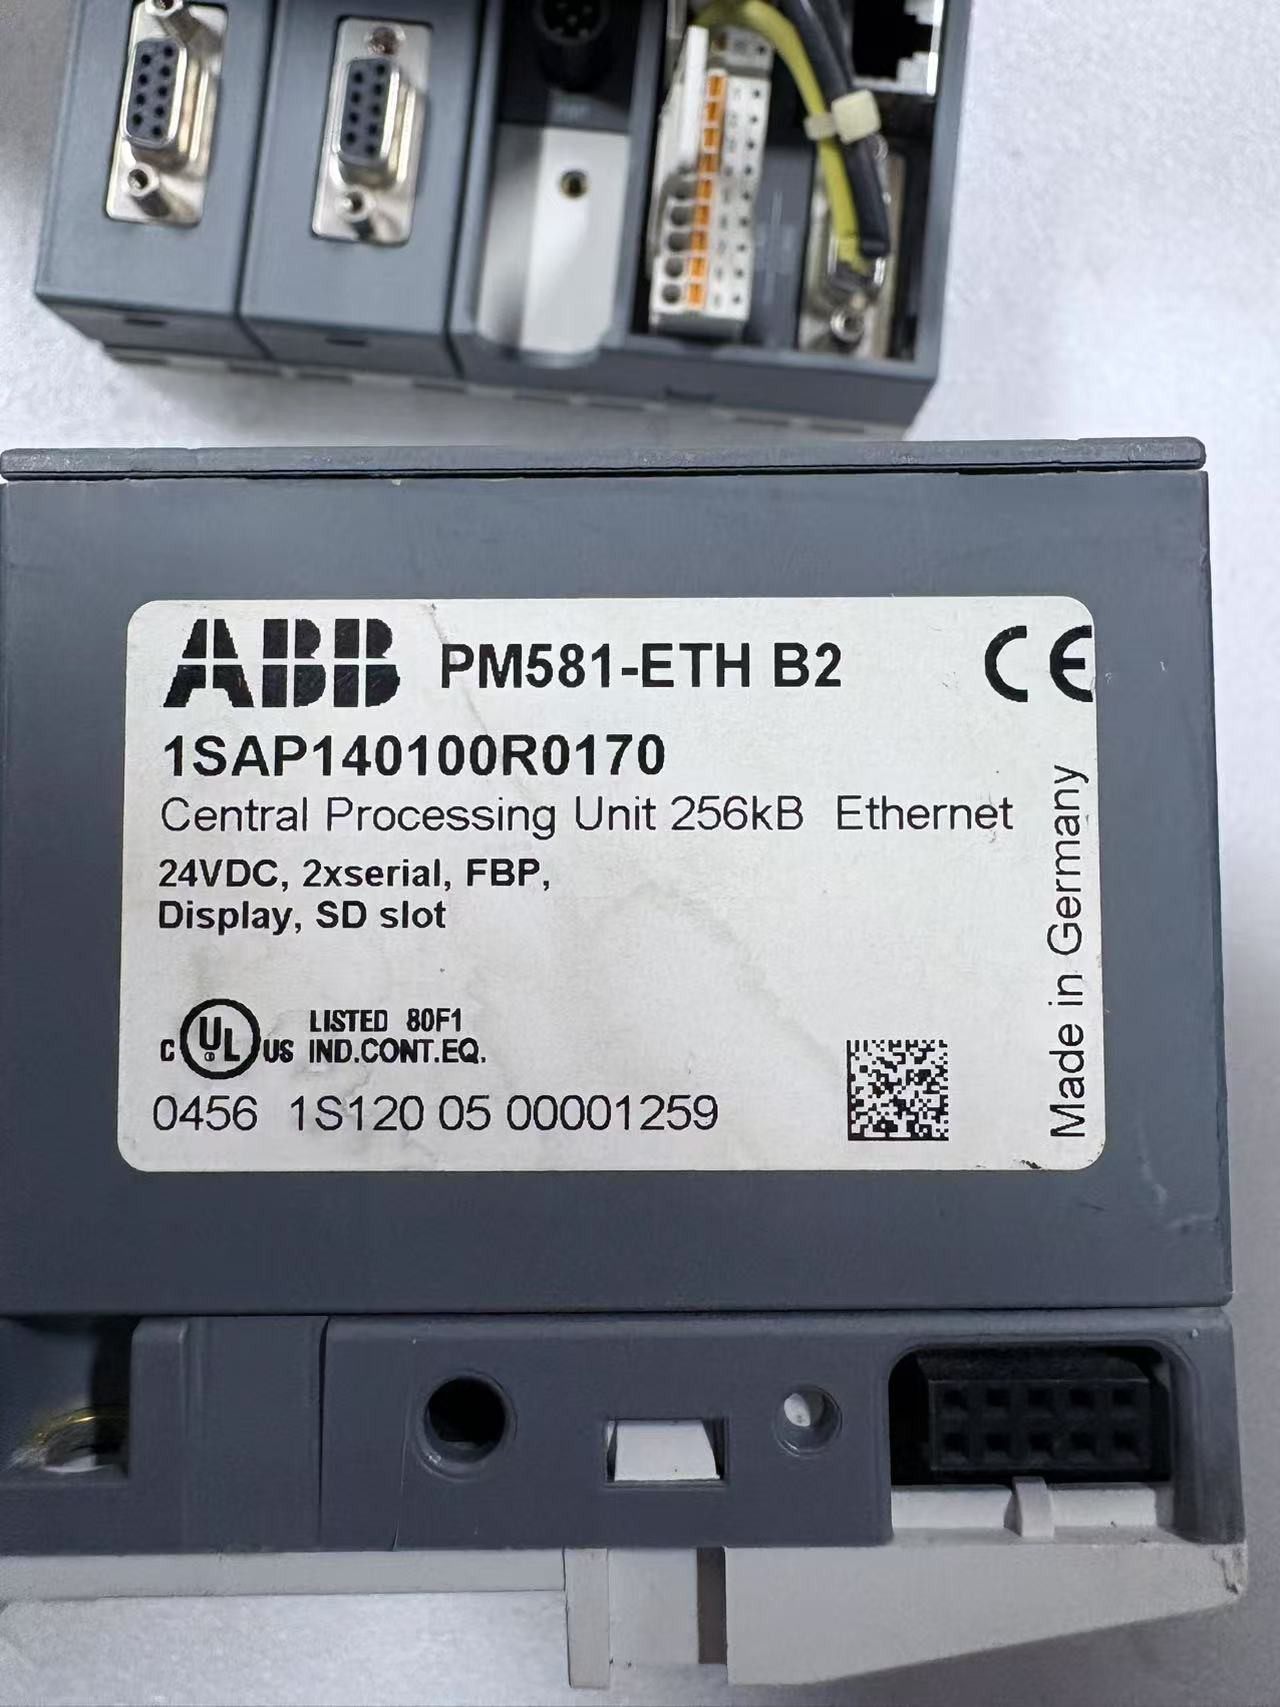 ABB PM581-ETH B2 CE
1SAP140100R0170
Central Processing Unit 256kB Ethernet
24VDC, 2xserial, FBP,
Display, SD slot
C UL US LISTED 80F1
IND.CONT.EQ.
0456 1S120 05 00001259
Made in Germany